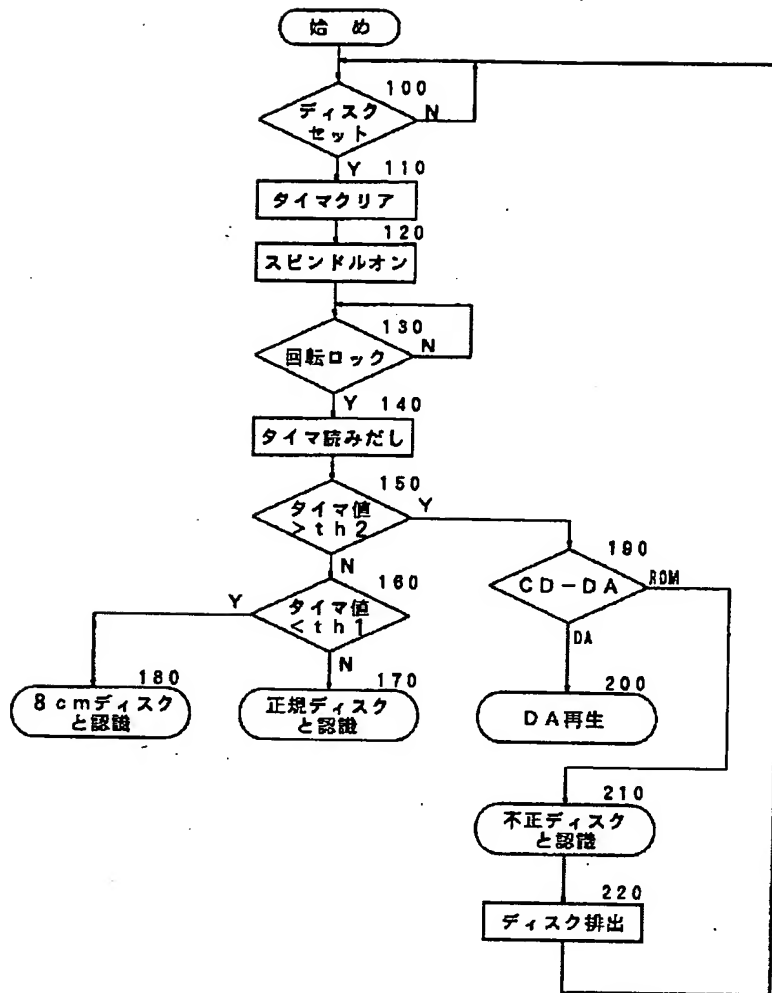 始め
100
ディスク
セット
N
Y
110
タイマクリア
120
スピンドルオン
130
回転ロック
N
Y
140
タイマ読みだし
150
タイマ値
>th2
Y
N
160
タイマ値
<th1
Y
N
190
CD-DA
ROM
DA
180
8cmディスク
と認識
170
正規ディスク
と認識
200
DA再生
210
不正ディスク
と認識
220
ディスク排出